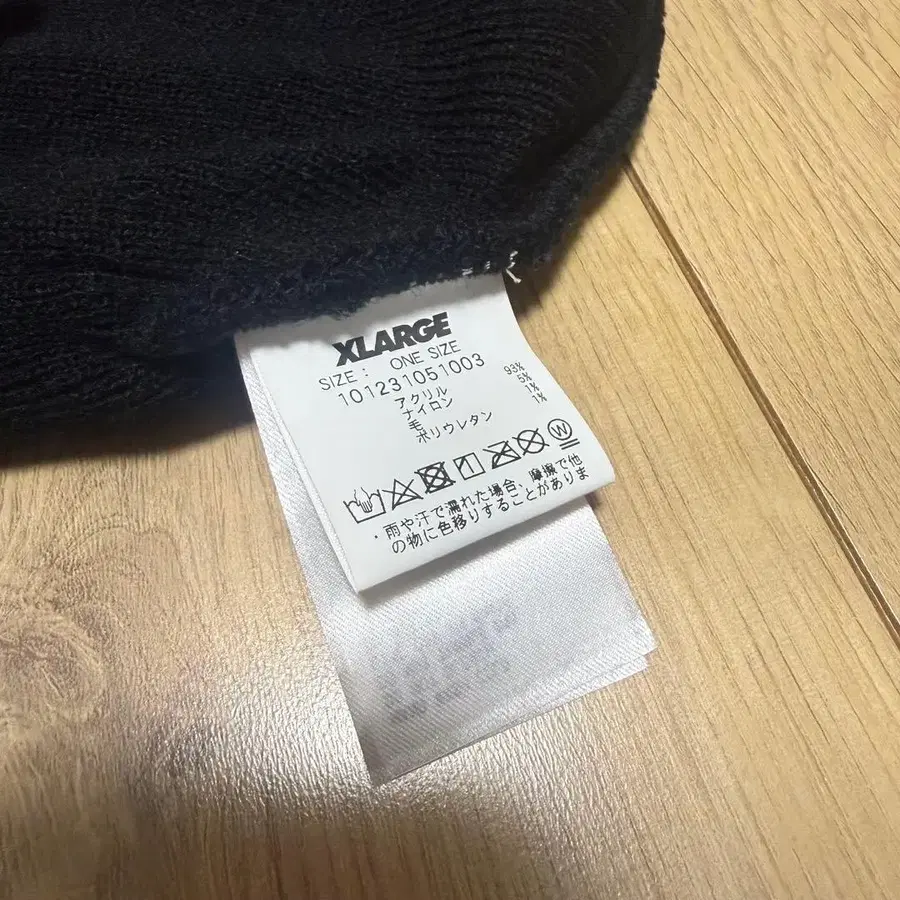 XLARGE
SIZE: ONE SIZE
101231051003
アクリル 93%
ナイロン 5%
毛 1%
ポリウレタン 1%
W
・雨や汗で濡れた場合、摩擦で他
の物に色移りすることがありま